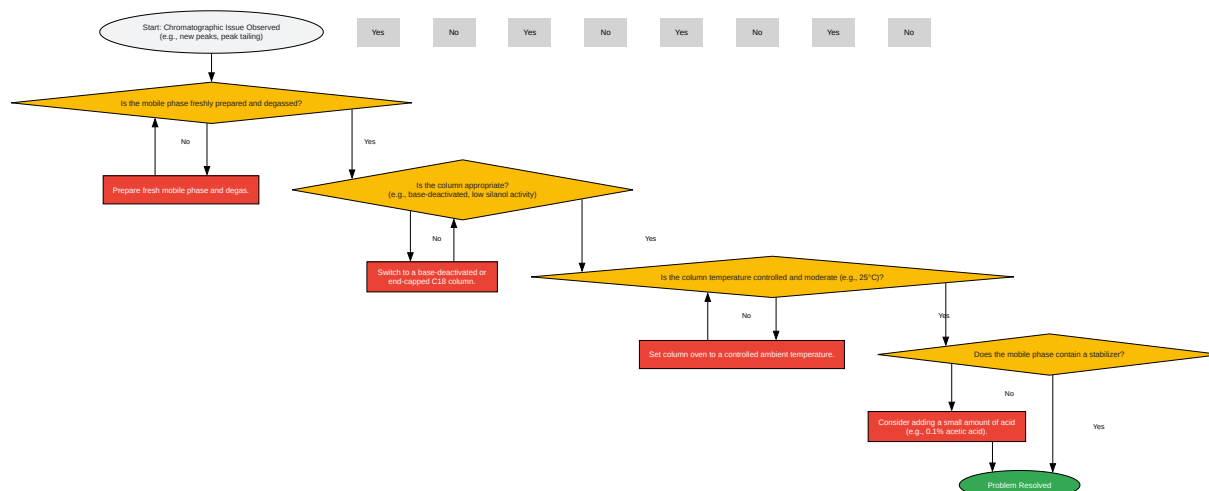 Start: Chromatographic Issue Observed
(e.g., new peaks, peak tailing)
Yes
No
Yes
No
Yes
No
Yes
No
Is the mobile phase freshly prepared and degassed?
No
Yes
Prepare fresh mobile phase and degas.
Is the column appropriate?
(e.g., base-deactivated, low silanol activity)
No
Yes
Switch to a base-deactivated or
end-capped C18 column.
Is the column temperature controlled and moderate (e.g., 25°C)?
No
Yes
Set column oven to a controlled ambient temperature.
Does the mobile phase contain a stabilizer?
No
Yes
Consider adding a small amount of acid
(e.g., 0.1% acetic acid).
Problem Resolved